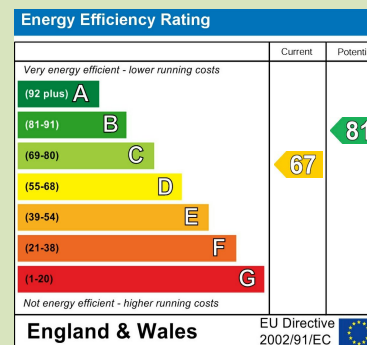 Energy Efficiency Rating
Current
Very energy efficient - lower running costs
(92 plus) A
(81-91) B
81
(69-80) C
67
(55-68) D
(39-54) E
(21-38) F
(1-20) G
Not energy efficient - higher running costs
England & Wales
EU Directive
2002/91/EC